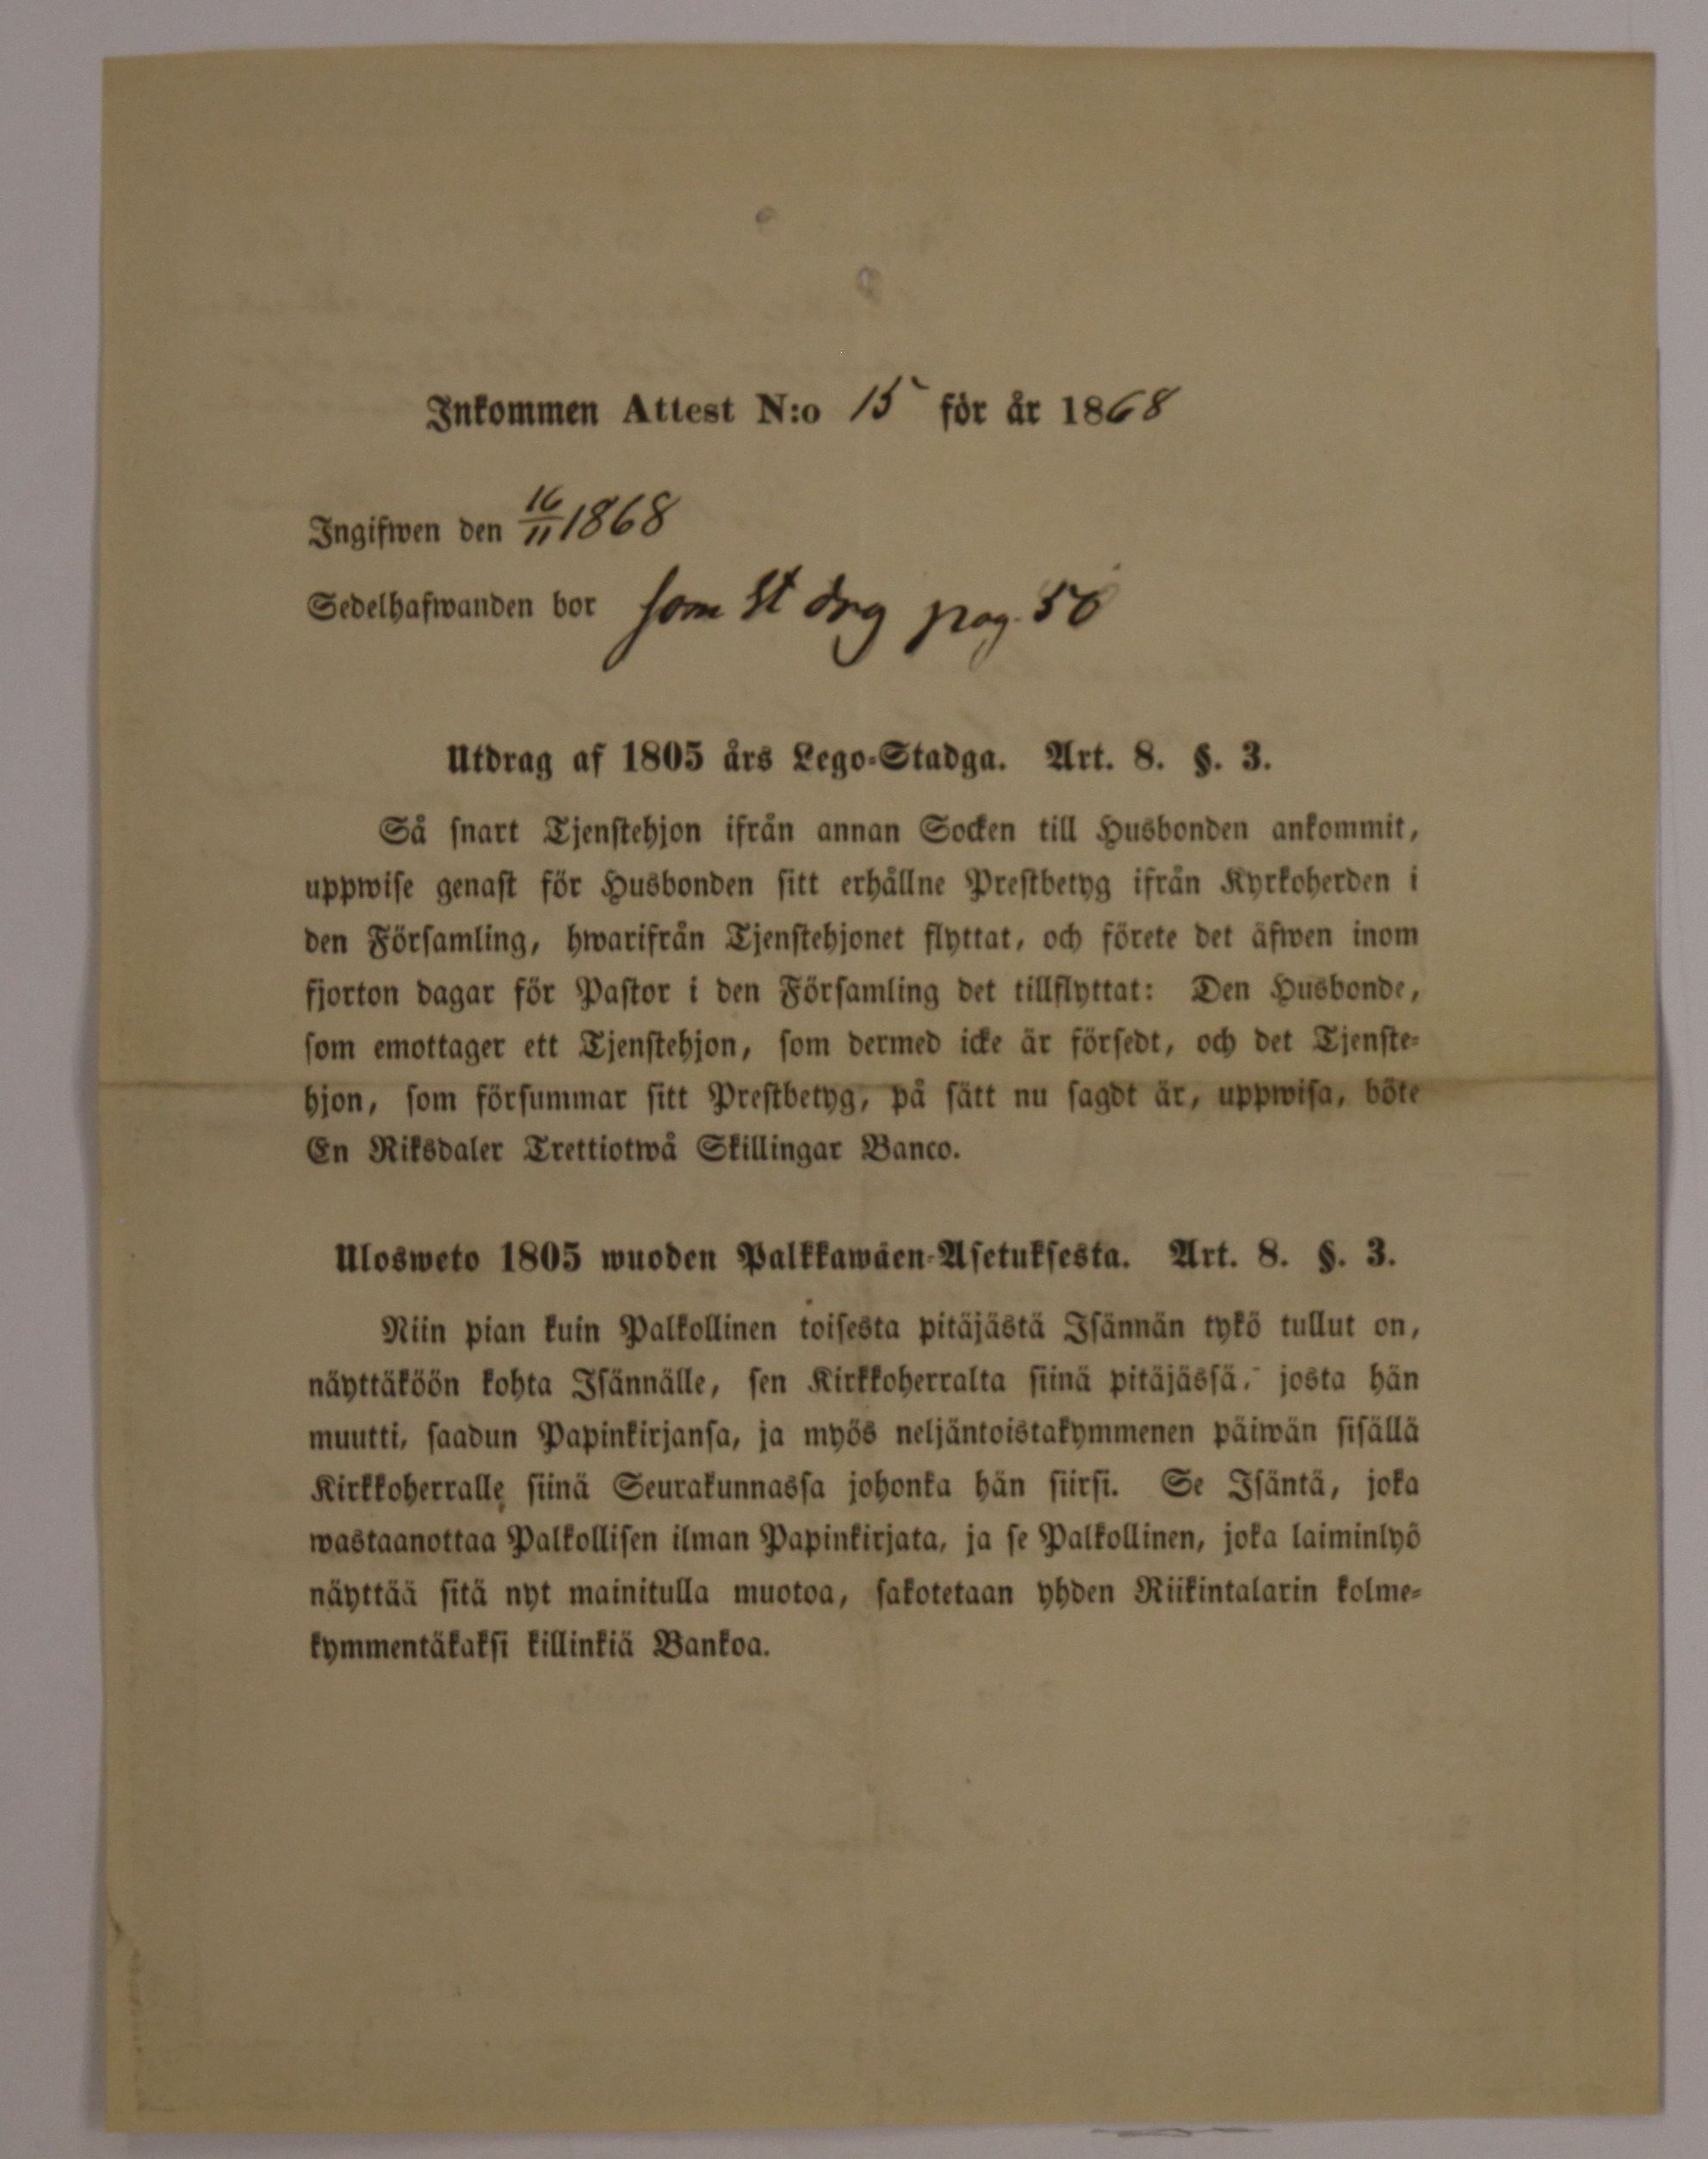 Inkommen Attest N:o 15 för år 1868
Ingifwen den 16/11 1868
Sedelhafwanden bor som St drg pag. 50
Utdrag af 1805 års Lego-Stadga. Art. 8. §. 3.
Så snart Tjenstehjon ifrån annan Socken till Husbonden ankommit,
uppwise genast för Husbonden sitt erhållne Prestbetyg ifrån Kyrkoherden i
den Församling, hwarifrån Tjenstehjonet flyttat, och förete det äfwen inom
fjorton dagar för Pastor i den Församling det tillflyttat: Den Husbonde,
som emottager ett Tjenstehjon, som dermed icke är försedt, och det Tjenste-
hjon, som försummar sitt Prestbetyg, på sätt nu sagdt är, uppwisa, böte
En Riksdaler Trettiotwå Skillingar Banco.
Ulosweto 1805 wuoden Palkkawäen-Asetuksesta. Art. 8. §. 3.
Niin pian kuin Palkollinen toisesta pitäjästä Isännän tykö tullut on,
näyttäköön kohta Isännälle, sen Kirkkoherralta siinä pitäjässä, josta hän
muutti, saadun Papinkirjansa, ja myös neljäntoistakymmenen päiwän sisällä
Kirkkoherralle siinä Seurakunnassa johonka hän siirsi. Se Isäntä, joka
wastaanottaa Palkollisen ilman Papinkirjata, ja se Palkollinen, joka laiminlyö
näyttää sitä nyt mainitulla muotoa, sakotetaan yhden Riikintalarin kolme-
kymmentäkaksi killinkiä Bankoa.